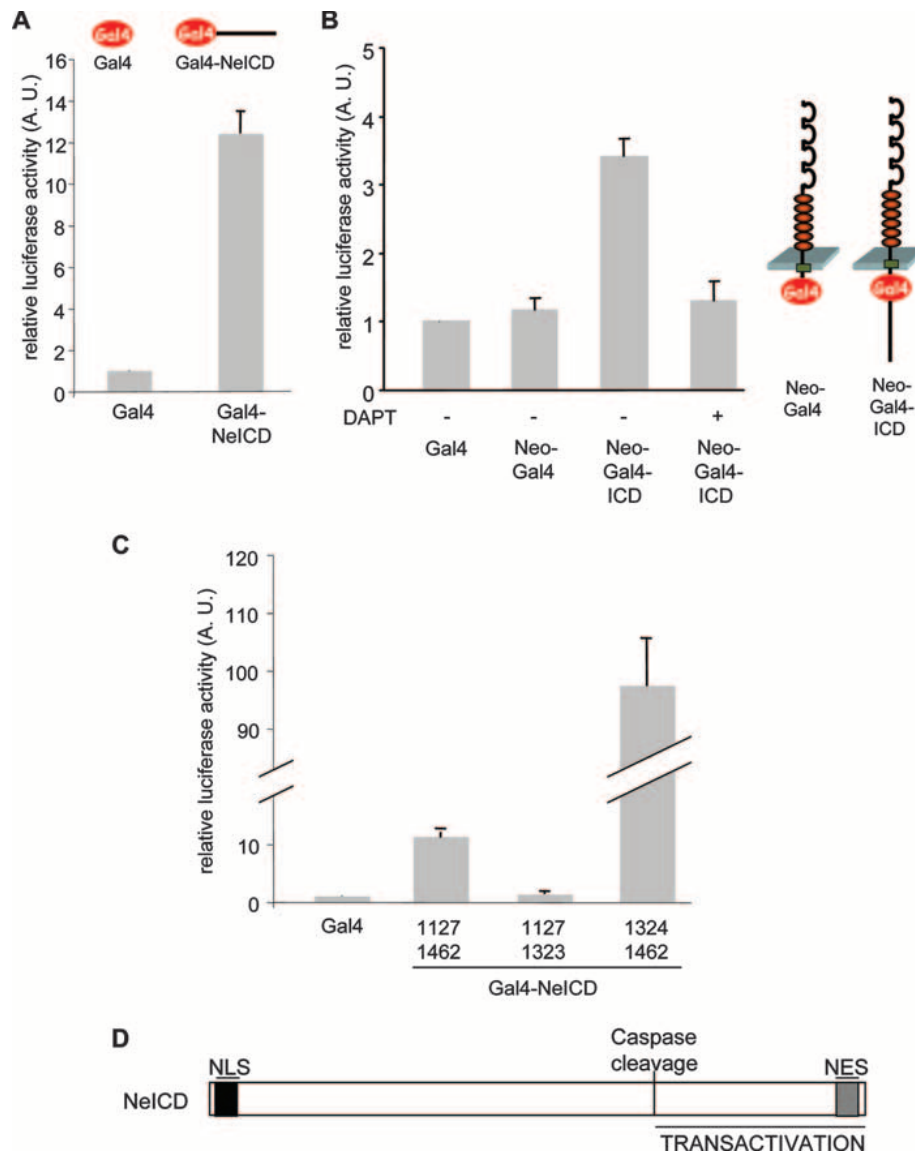 A
Gal4
Gal4
Gal4
Gal4-NeICD
relative luciferase activity (A. U.)
16
14
12
10
8
6
4
2
0
Gal4
Gal4-
NeICD
B
relative luciferase activity (A. U.)
5
4
3
2
1
0
DAPT - - - +
Gal4
Neo-
Gal4
Neo-
Gal4-
ICD
Neo-
Gal4-
ICD
Gal4
Gal4
Neo-
Gal4
Neo-
Gal4-
ICD
C
relative luciferase activity (A. U.)
120
110
100
90
10
0
Gal4
1127
1462
1127
1323
1324
1462
Gal4-NeICD
D
NeICD
NLS
Caspase
cleavage
NES
TRANSACTIVATION